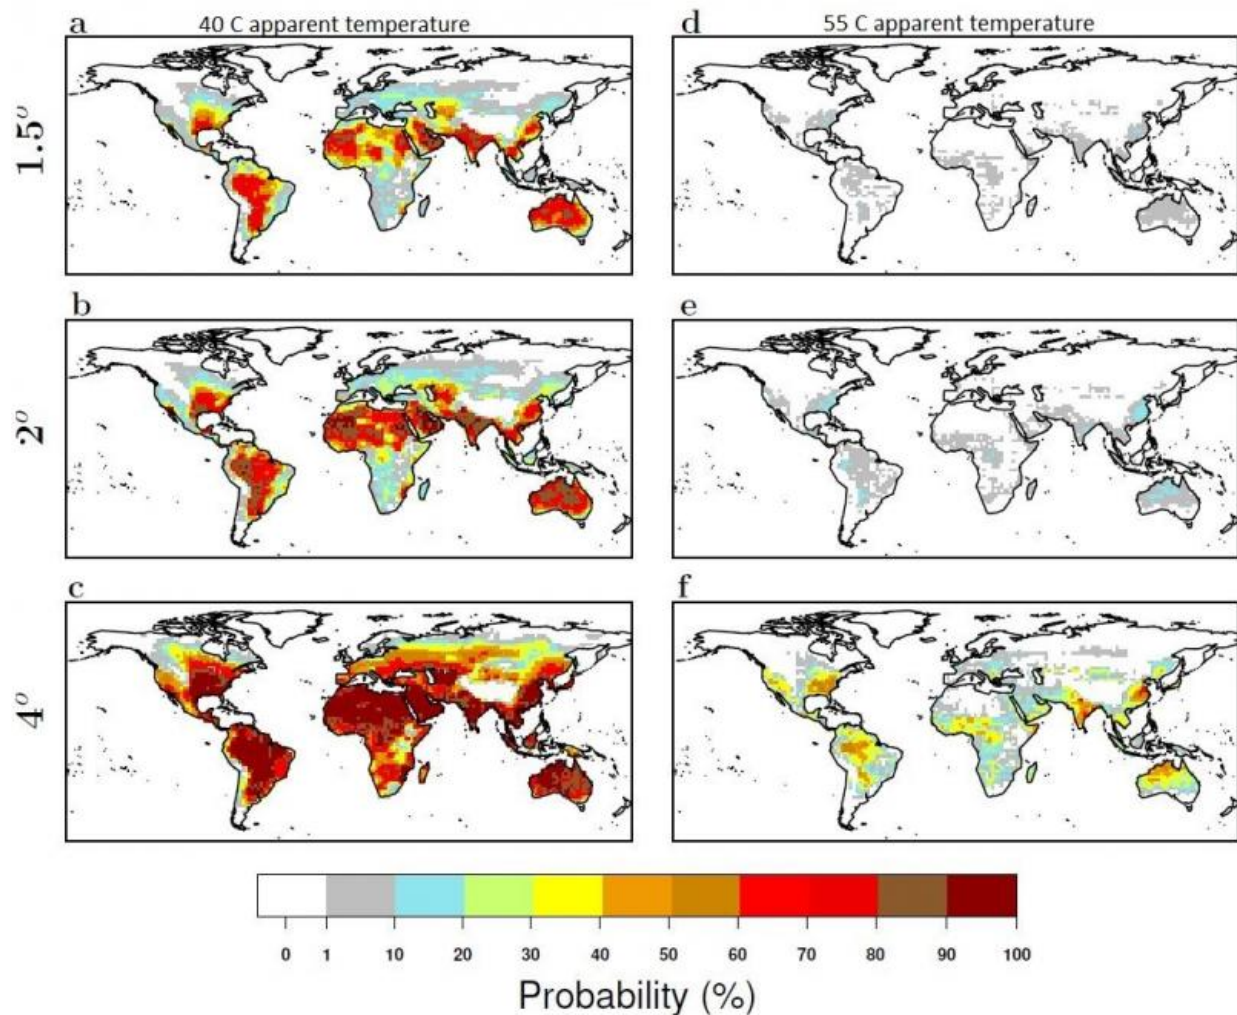 a 40 C apparent temperature
d 55 C apparent temperature
1.5°
b
e
2°
c
f
4°
0 1 10 20 30 40 50 60 70 80 90 100
Probability (%)